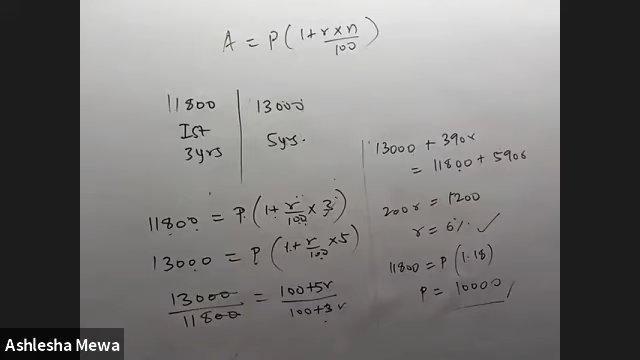 A = P(1 + r×n/100)
11800 | 13000
Ist
3yrs
5yrs.
11800 = P(1 + r/100 × 3)
13000 = P(1 + r/100 × 5)
13000/11800 = 100+5r/100+3r
13000 + 390r
= 11800 + 590r
200r = 1200
r = 6% ✓
11800 = P(1.18)
P = 10000/
Ashlesha Mewa